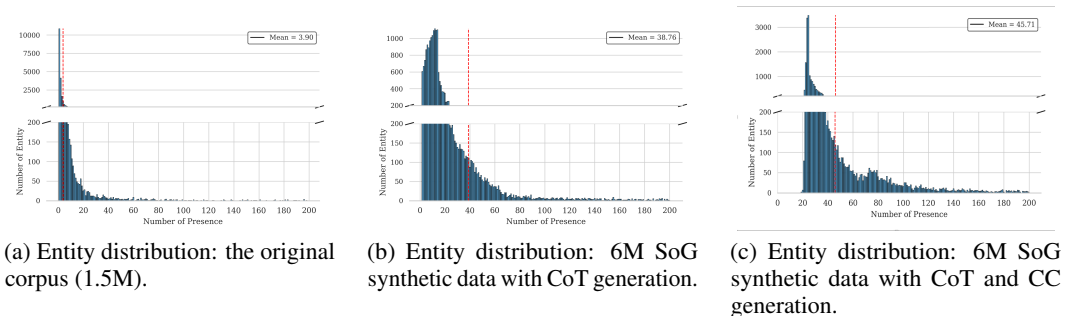 10000
7500
5000
2500
Mean = 3.90
200
150
100
50
0
Number of Entity
0 20 40 60 80 100 120 140 160 180 200
Number of Presence
(a) Entity distribution: the original
corpus (1.5M).
1000
800
600
400
200
Mean = 38.76
200
150
100
50
0
Number of Entity
0 20 40 60 80 100 120 140 160 180 200
Number of Presence
(b) Entity distribution: 6M SoG
synthetic data with CoT generation.
3000
2000
1000
Mean = 45.71
200
150
100
50
0
Number of Entity
0 20 40 60 80 100 120 140 160 180 200
Number of Presence
(c) Entity distribution: 6M SoG
synthetic data with CoT and CC
generation.